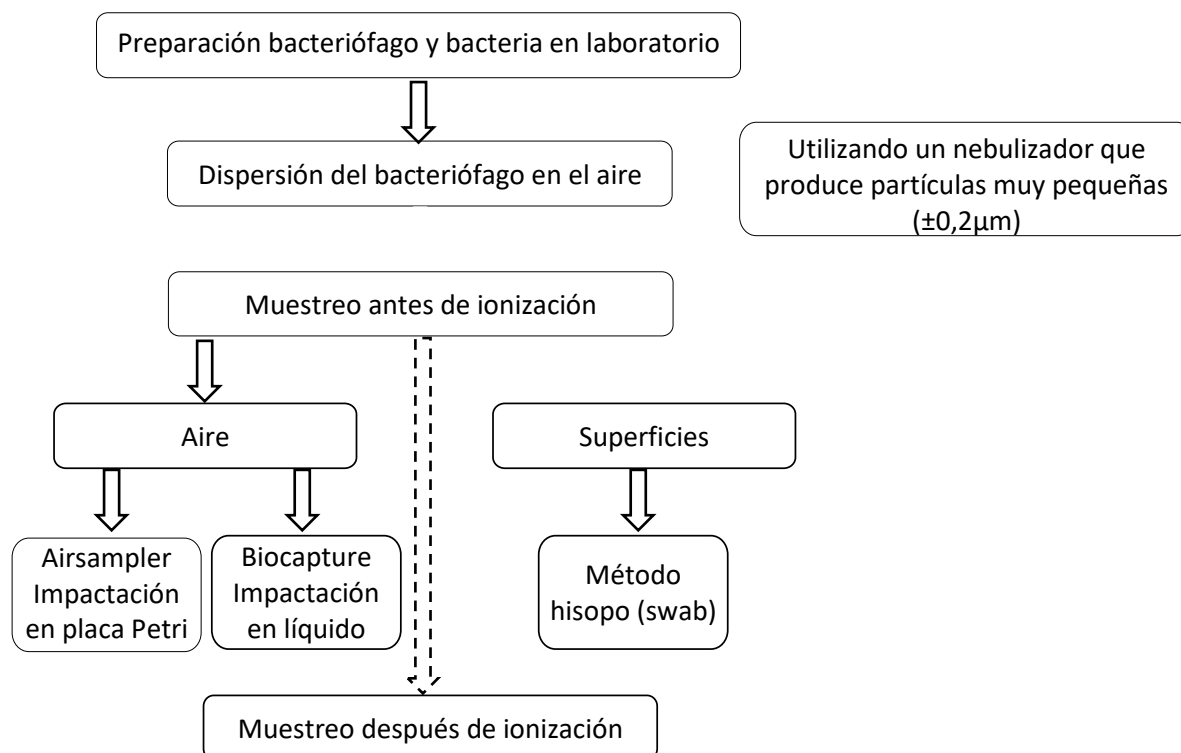 Preparación bacteriófago y bacteria en laboratorio
Dispersión del bacteriófago en el aire
Utilizando un nebulizador que
produce partículas muy pequeñas
(±0,2µm)
Muestreo antes de ionización
Aire
Superficies
Airsampler
Impactación
en placa Petri
Biocapture
Impactación
en líquido
Método
hisopo (swab)
Muestreo después de ionización